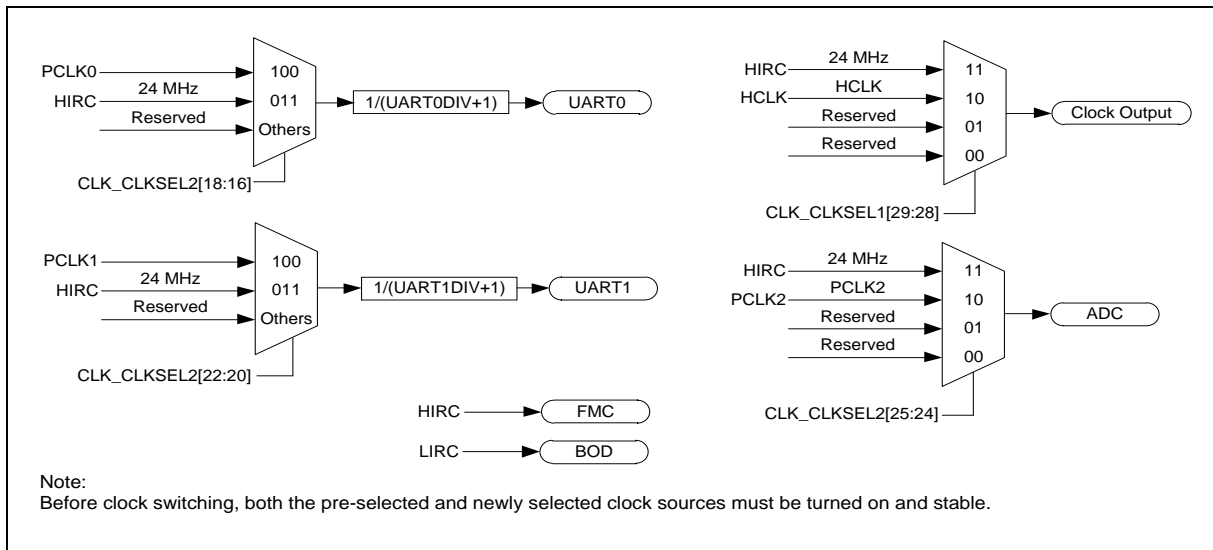 PCLK0
24 MHz
HIRC
Reserved
100
011
Others
1/(UART0DIV+1)
UART0
CLK_CLKSEL2[18:16]
HIRC
24 MHz
HCLK
HCLK
Reserved
Reserved
11
10
01
00
Clock Output
CLK_CLKSEL1[29:28]
PCLK1
24 MHz
HIRC
Reserved
100
011
Others
1/(UART1DIV+1)
UART1
CLK_CLKSEL2[22:20]
HIRC
24 MHz
PCLK2
PCLK2
Reserved
Reserved
11
10
01
00
ADC
CLK_CLKSEL2[25:24]
HIRC
FMC
LIRC
BOD
Note:
Before clock switching, both the pre-selected and newly selected clock sources must be turned on and stable.